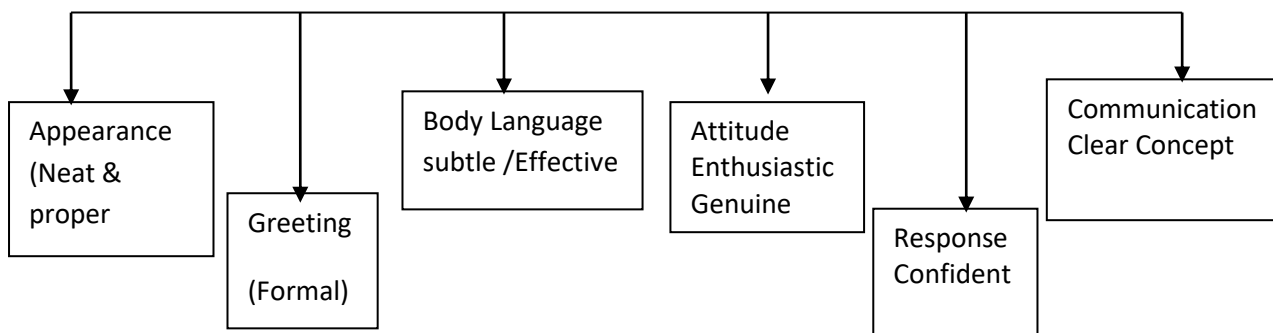 Appearance
(Neat &
proper
Greeting
(Formal)
Body Language
subtle /Effective
Attitude
Enthusiastic
Genuine
Response
Confident
Communication
Clear Concept